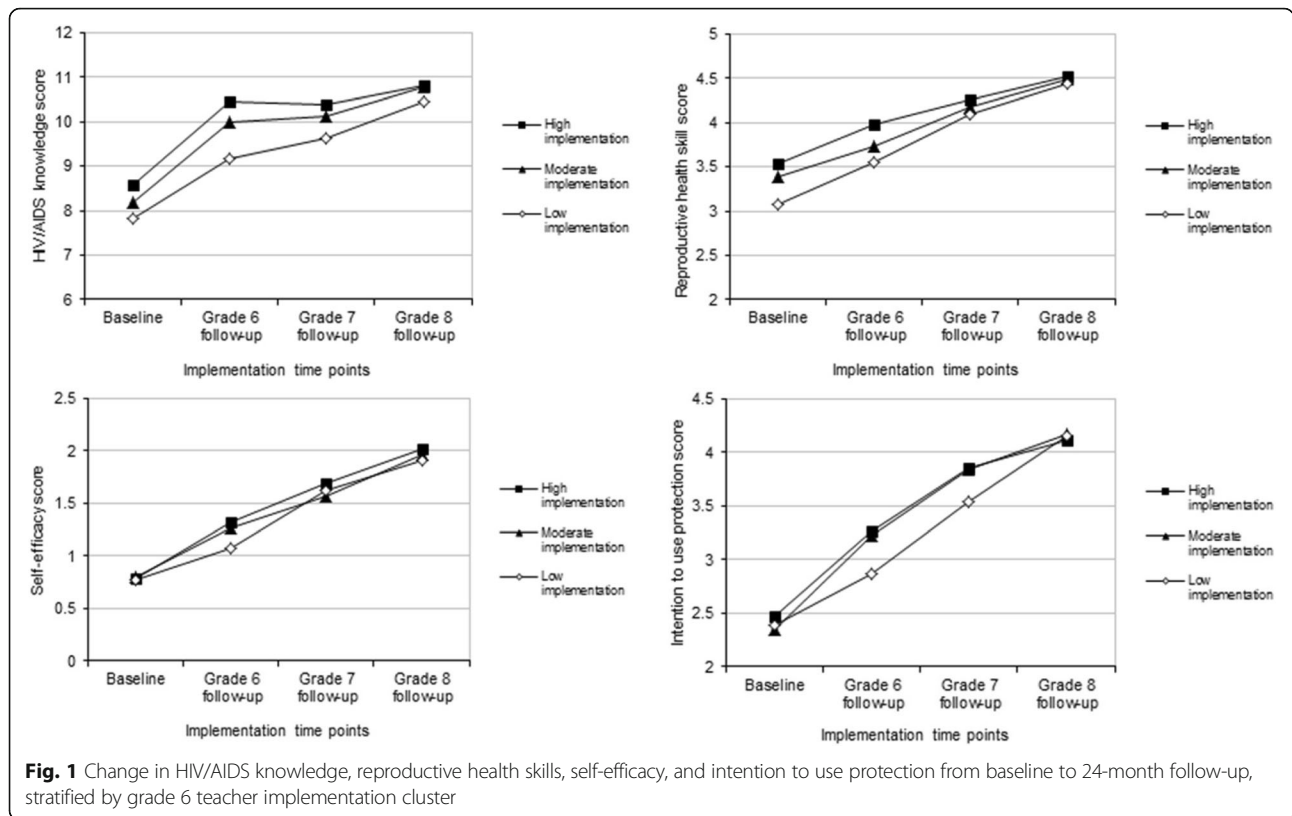 HIV/AIDS knowledge score
12
11
10
9
8
7
6
Baseline
Grade 6 follow-up
Grade 7 follow-up
Grade 8 follow-up
Implementation time points
High implementation
Moderate implementation
Low implementation
Reproductive health skill score
5
4.5
4
3.5
3
2.5
2
Baseline
Grade 6 follow-up
Grade 7 follow-up
Grade 8 follow-up
Implementation time points
High implementation
Moderate implementation
Low implementation
Self-efficacy score
2.5
2
1.5
1
0.5
0
Baseline
Grade 6 follow-up
Grade 7 follow-up
Grade 8 follow-up
Implementation time points
High implementation
Moderate implementation
Low implementation
Intention to use protection score
4.5
4
3.5
3
2.5
2
Baseline
Grade 6 follow-up
Grade 7 follow-up
Grade 8 follow-up
Implementation time points
High implementation
Moderate implementation
Low implementation
Fig. 1 Change in HIV/AIDS knowledge, reproductive health skills, self-efficacy, and intention to use protection from baseline to 24-month follow-up,
stratified by grade 6 teacher implementation cluster